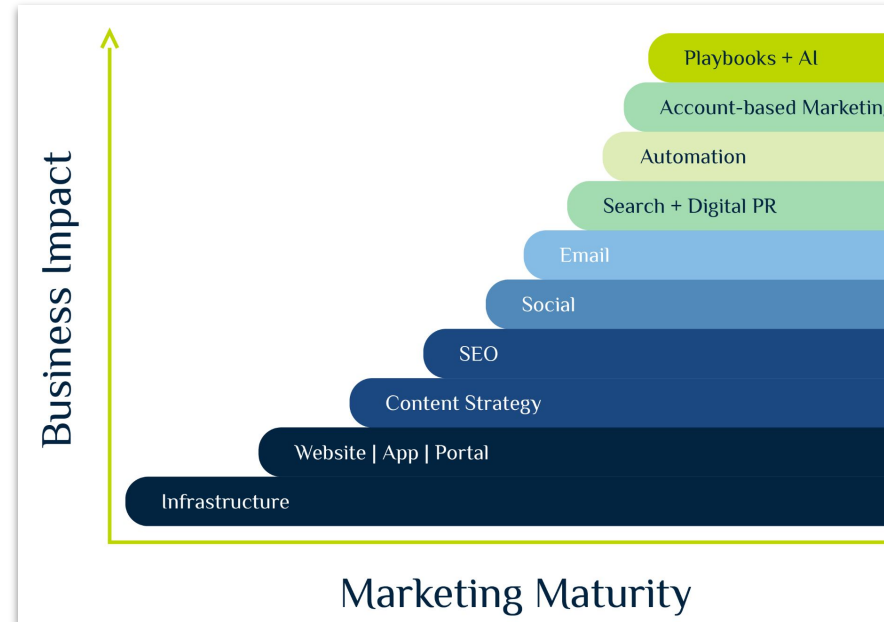 Playbooks + AI
Account-based Marketing
Automation
Search + Digital PR
Email
Social
SEO
Content Strategy
Website | App | Portal
Infrastructure
Business Impact
Marketing Maturity